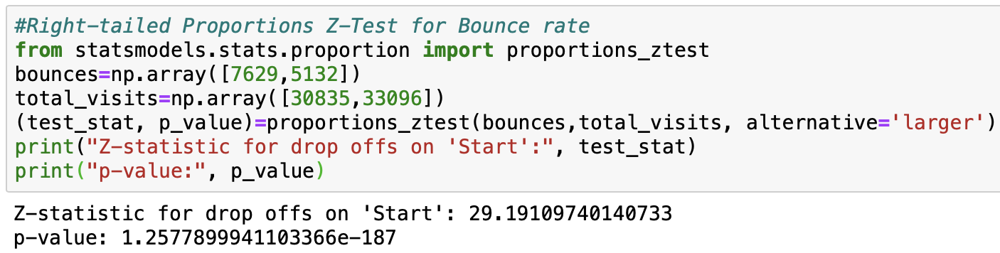 #Right-tailed Proportions Z-Test for Bounce rate
from statsmodels.stats.proportion import proportions_ztest
bounces=np.array([7629,5132])
total_visits=np.array([30835,33096])
(test_stat, p_value)=proportions_ztest(bounces,total_visits, alternative='larger')
print("Z-statistic for drop offs on 'Start':", test_stat)
print("p-value:", p_value)
Z-statistic for drop offs on 'Start': 29.19109740140733
p-value: 1.2577899941103366e-187